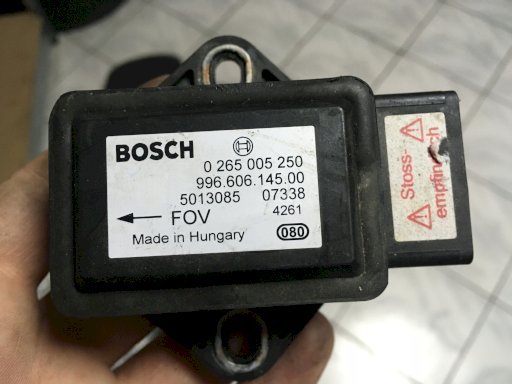 BOSCH
0 265 005 250
996.606.145.00
5013085 07338
FOV 4261
Made in Hungary 080
Stoss-